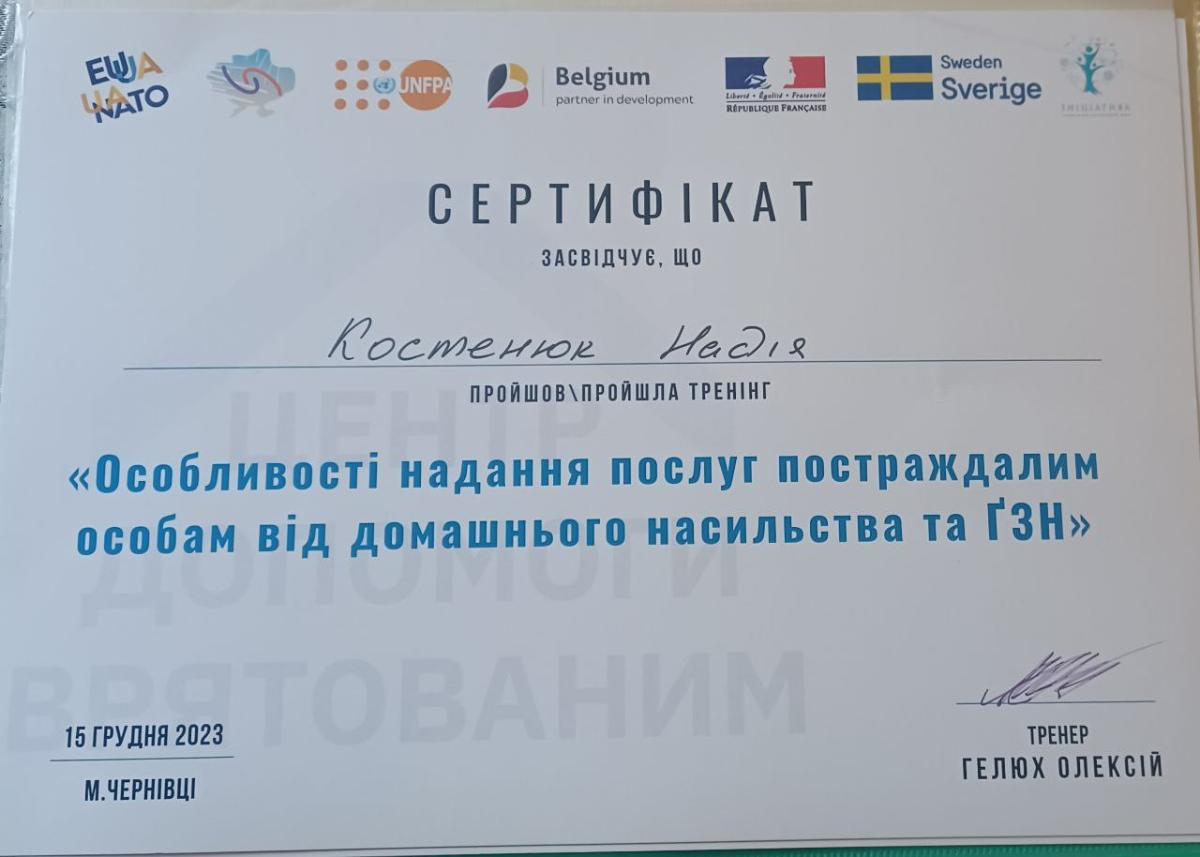 EU UA
UA NATO
UNFPA
Belgium
partner in development
Liberté • Égalité • Fraternité
RÉPUBLIQUE FRANÇAISE
Sweden
Sverige
ІНІЦІАТИВА
СЕРТИФІКАТ
ЗАСВІДЧУЄ, ЩО
Костенюк Надія
ПРОЙШОВ\ПРОЙШЛА ТРЕНІНГ
«Особливості надання послуг постраждалим
особам від домашнього насильства та ҐЗН»
ЦЕНТР
ДОПОМОГИ
ВРЯТОВАНИМ
15 ГРУДНЯ 2023
М.ЧЕРНІВЦІ
ТРЕНЕР
ГЕЛЮХ ОЛЕКСІЙ